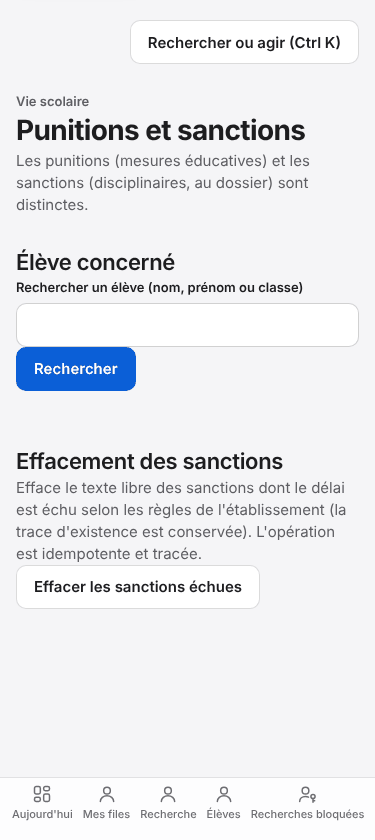 Rechercher ou agir (Ctrl K)
Vie scolaire
Punitions et sanctions
Les punitions (mesures éducatives) et les
sanctions (disciplinaires, au dossier) sont
distinctes.
Élève concerné
Rechercher un élève (nom, prénom ou classe)
Rechercher
Effacement des sanctions
Efface le texte libre des sanctions dont le délai
est échu selon les règles de l'établissement (la
trace d'existence est conservée). L'opération
est idempotente et tracée.
Effacer les sanctions échues
Aujourd'hui
Mes files
Recherche
Élèves
Recherches bloquées